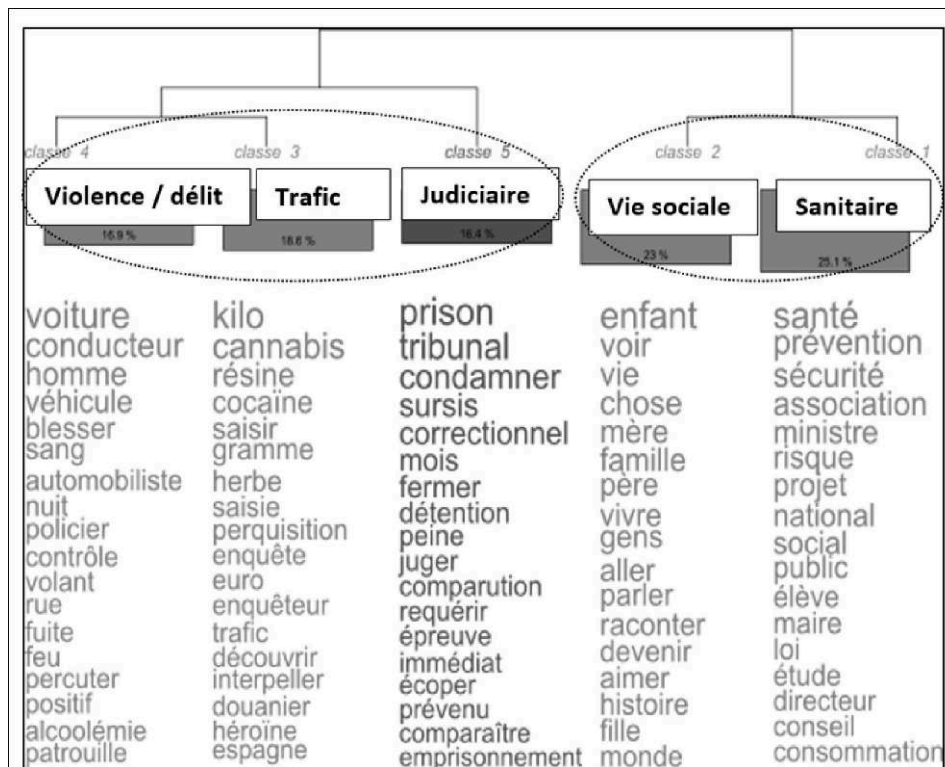 classe 4
classe 3
classe 5
classe 2
classe 1
Violence / délit
Trafic
Judiciaire
Vie sociale
Sanitaire
16.9 %
18.6 %
16.4 %
23 %
25.1 %
voiture
conducteur
homme
véhicule
blesser
sang
automobiliste
nuit
policier
contrôle
volant
rue
fuite
feu
percuter
positif
alcoolémie
patrouille
kilo
cannabis
résine
cocaïne
saisir
gramme
herbe
saisie
perquisition
enquête
euro
enquêteur
trafic
découvrir
interpeller
douanier
héroïne
espagne
prison
tribunal
condamner
sursis
correctionnel
mois
fermer
détention
peine
juger
comparution
requérir
épreuve
immédiat
écoper
prévenu
comparaître
emprisonnement
enfant
voir
vie
chose
mère
famille
père
vivre
gens
aller
parler
raconter
devenir
aimer
histoire
fille
monde
santé
prévention
sécurité
association
ministre
risque
projet
national
social
public
élève
maire
loi
étude
directeur
conseil
consommation